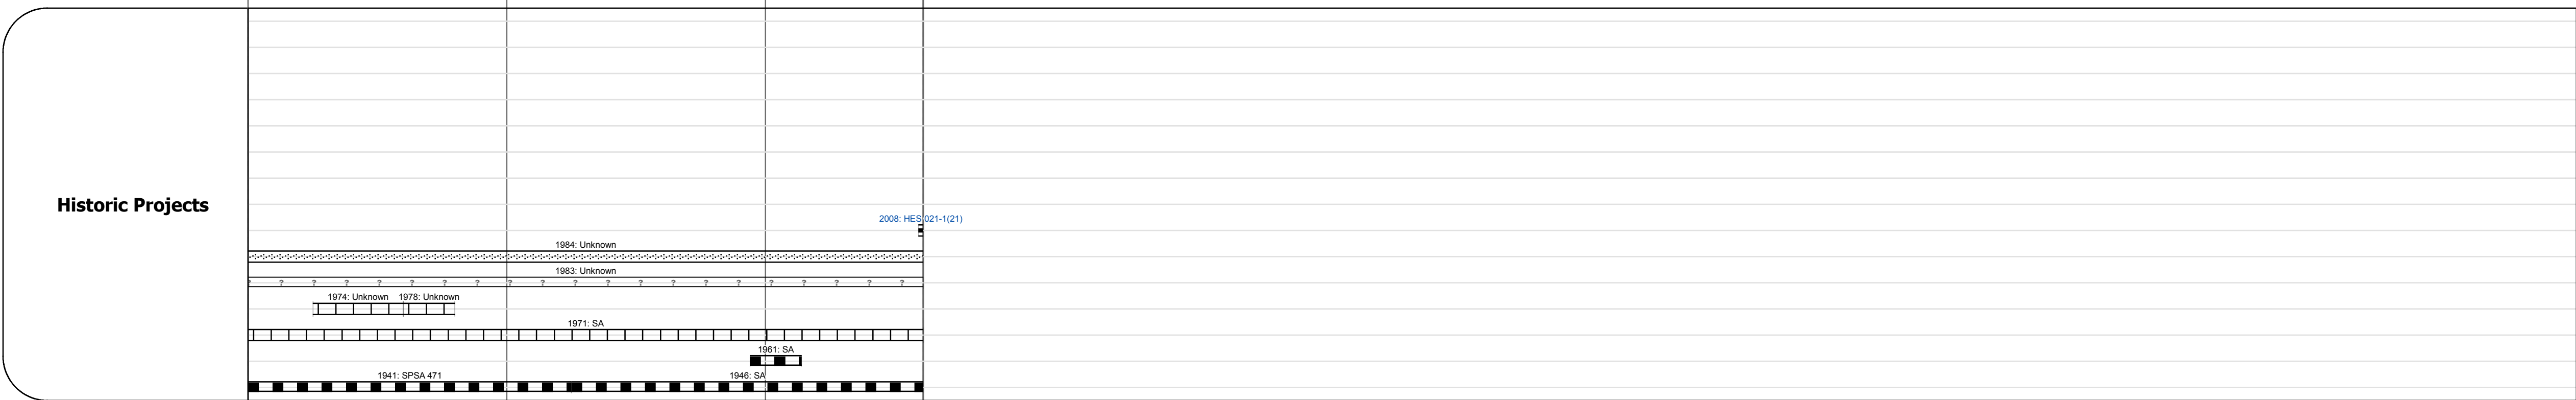 Historic Projects
2008: HES 021-1(21)
1984: Unknown
1983: Unknown
? ? ? ? ? ? ? ? ? ? ? ? ? ? ? ? ? ? ? ? ?
1974: Unknown 1978: Unknown
1971: SA
1961: SA
1941: SPSA 471 1946: SA